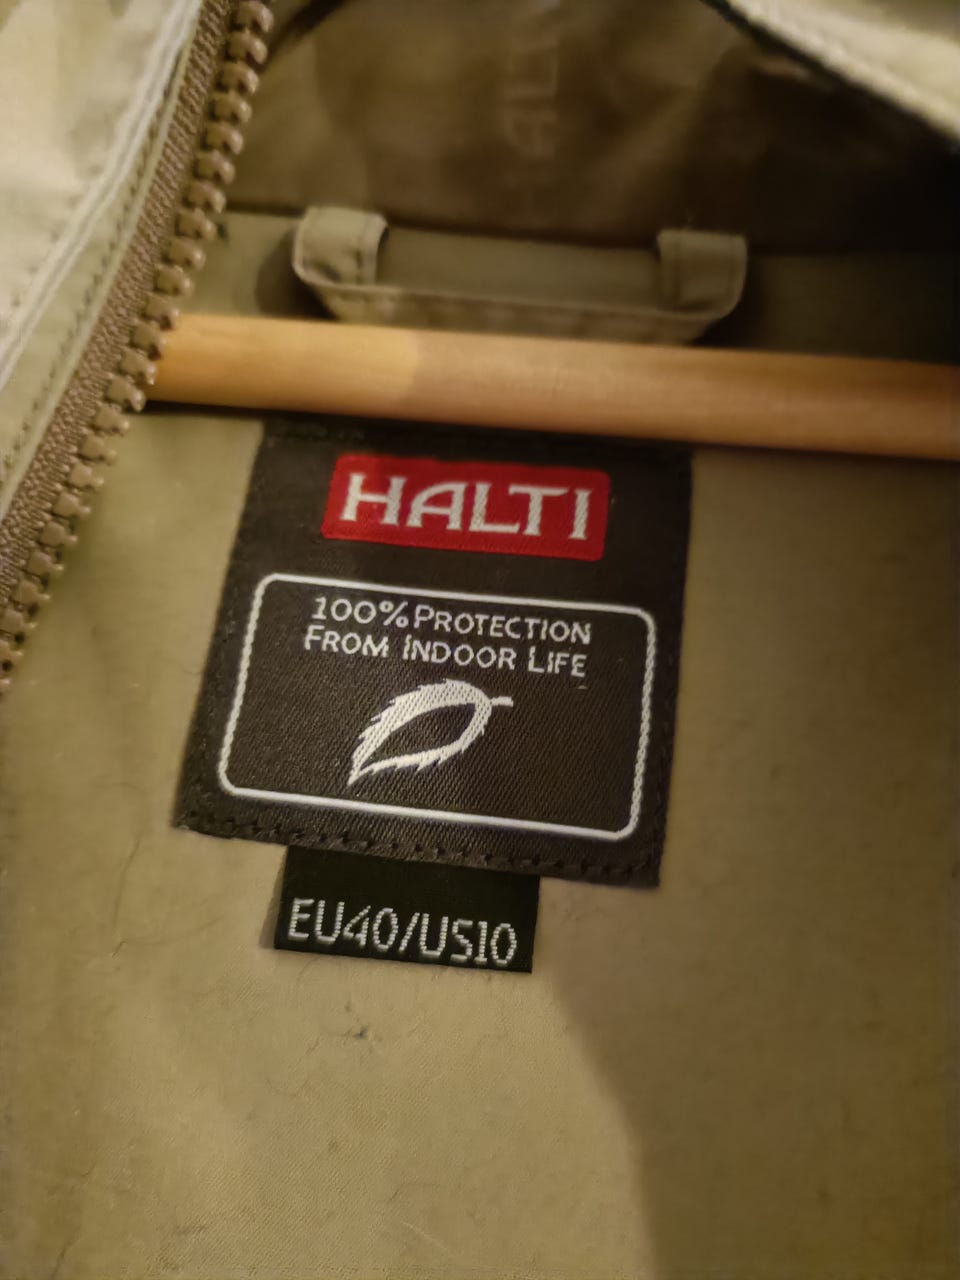 HALTI
100% PROTECTION
FROM INDOOR LIFE
EU40/US10